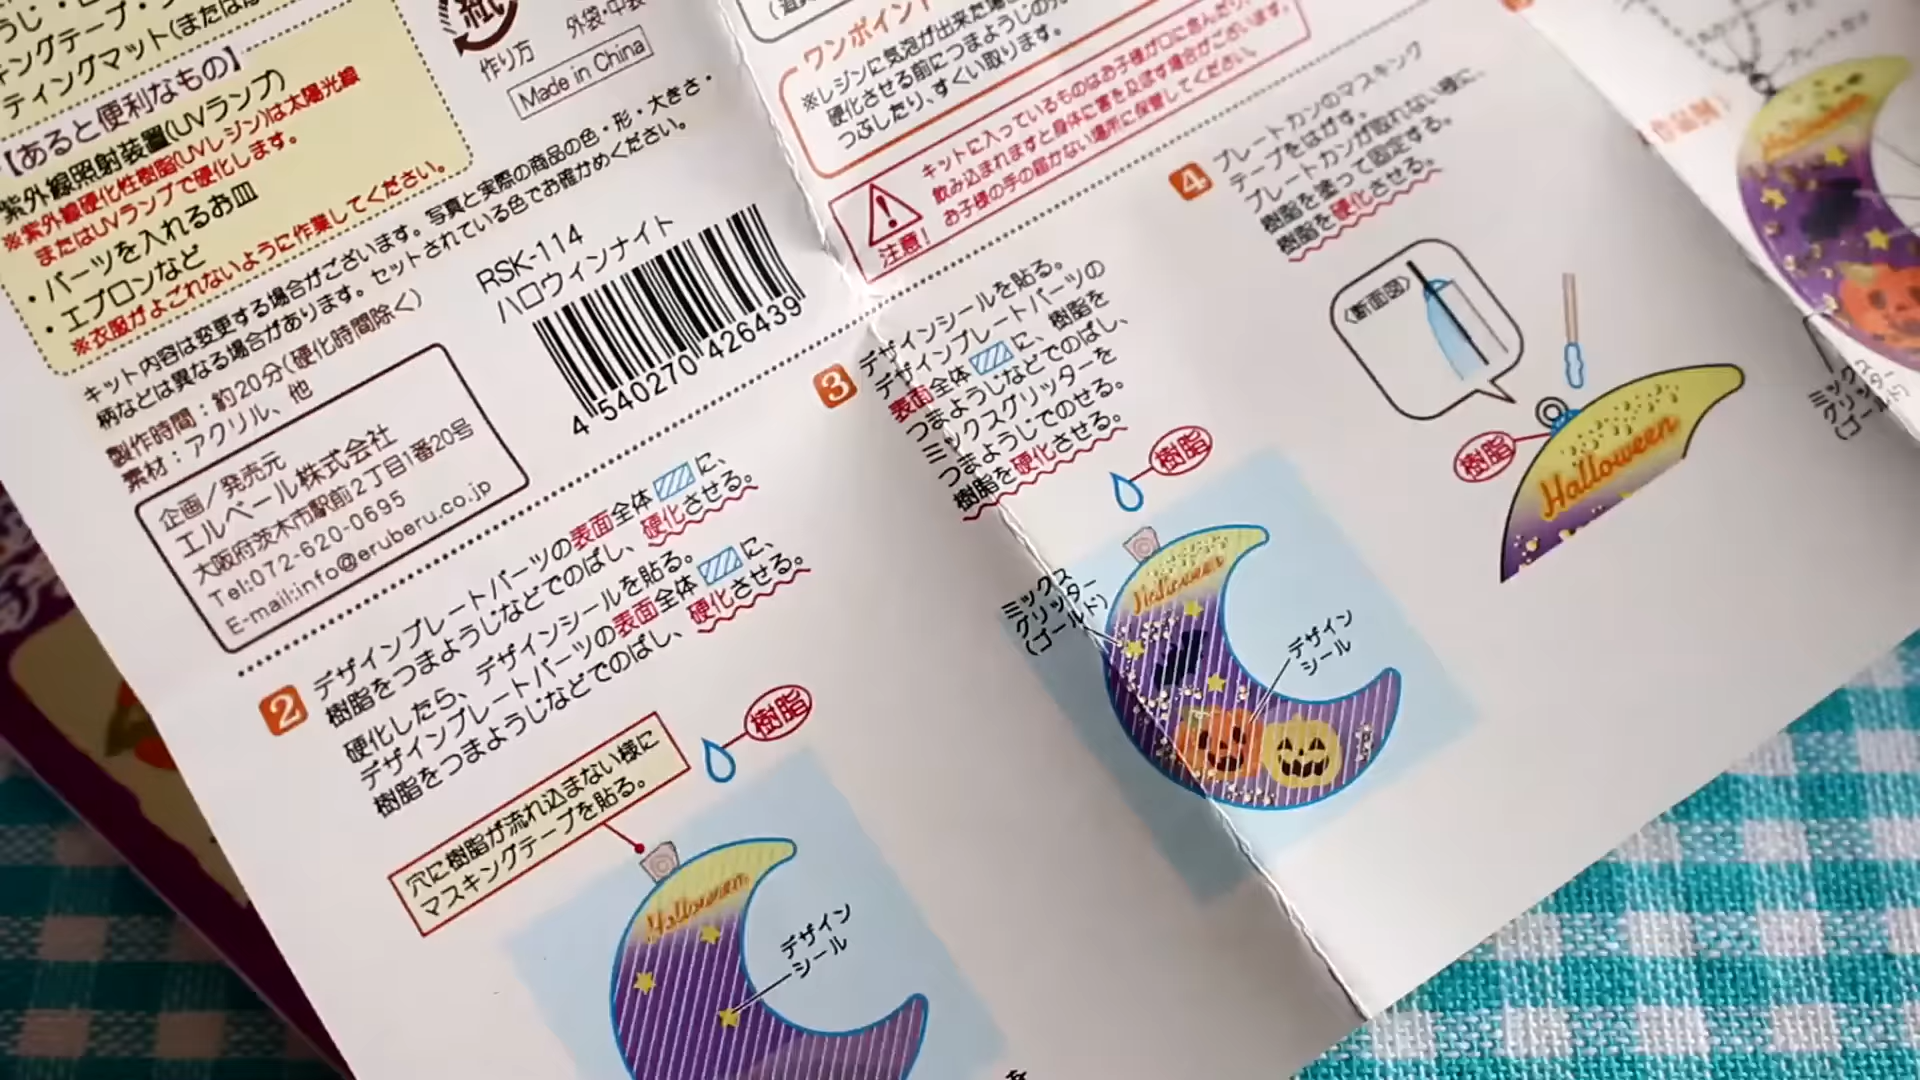 【あると便利なもの】
紫外線照射装置(UVランプ)
※紫外線硬化性樹脂(UVレジン)は太陽光線
またはUVランプで硬化します。
・パーツを入れるお皿
・エプロンなど
※衣服がよごれないように作業してください。
作り方
外袋・中袋
Made in China
キット内容は変更する場合がございます。写真と実際の商品の色・形・大きさ・
柄などは異なる場合があります。セットされている色でお確かめください。
製作時間：約20分(硬化時間除く)
素材：アクリル、他
企画／発売元
エルベール株式会社
大阪府茨木市駅前2丁目1番20号
Tel:072-620-0695
E-mail:info@eruberu.co.jp
RSK-114
ハロウィンナイト
4 540270 426439
ワンポイント
※レジンに気泡が出来た場合
硬化させる前につまようじの先
つぶしたり、すくい取ります。
注意!
キットに入っているものはお子様が口に含んだり、
飲み込まれますと身体に害を及ぼす場合がございます。
お子様の手の届かない場所に保管してください。
2
デザインプレートパーツの表面全体に、
樹脂をつまようじなどでのばし、硬化させる。
硬化したら、デザインシールを貼る。
デザインプレートパーツの表面全体に、
樹脂をつまようじなどでのばし、硬化させる。
穴に樹脂が流れ込まない様に
マスキングテープを貼る。
樹脂
Halloween
デザイン
シール
3
デザインシールを貼る。
デザインプレートパーツの
表面全体に、樹脂を
つまようじなどでのばし、
ミックスグリッターを
つまようじでのせる。
樹脂を硬化させる。
樹脂
ミックス
グリッター
(ゴールド)
Halloween
デザイン
シール
4
プレートカンのマスキング
テープをはがす。
プレートカンが取れない様に、
樹脂を塗って固定する。
樹脂を硬化させる。
〈断面図〉
樹脂
Halloween
Halloween
ミックス
グリッター
(ゴールド)